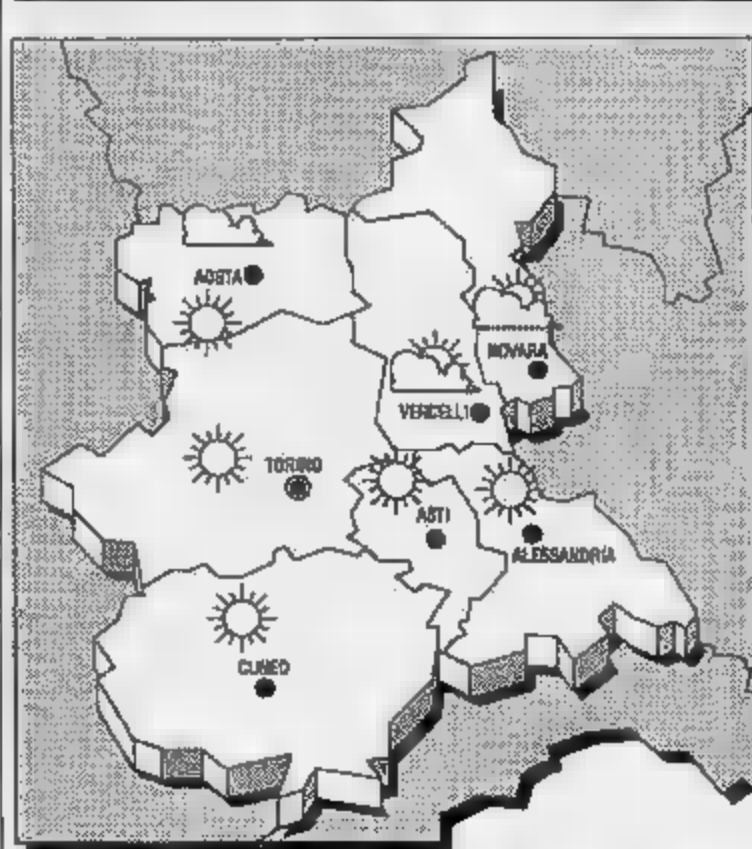 AOSTA
NOVARA
VERCELLI
TORINO
ASTI
ALESSANDRIA
CUNEO